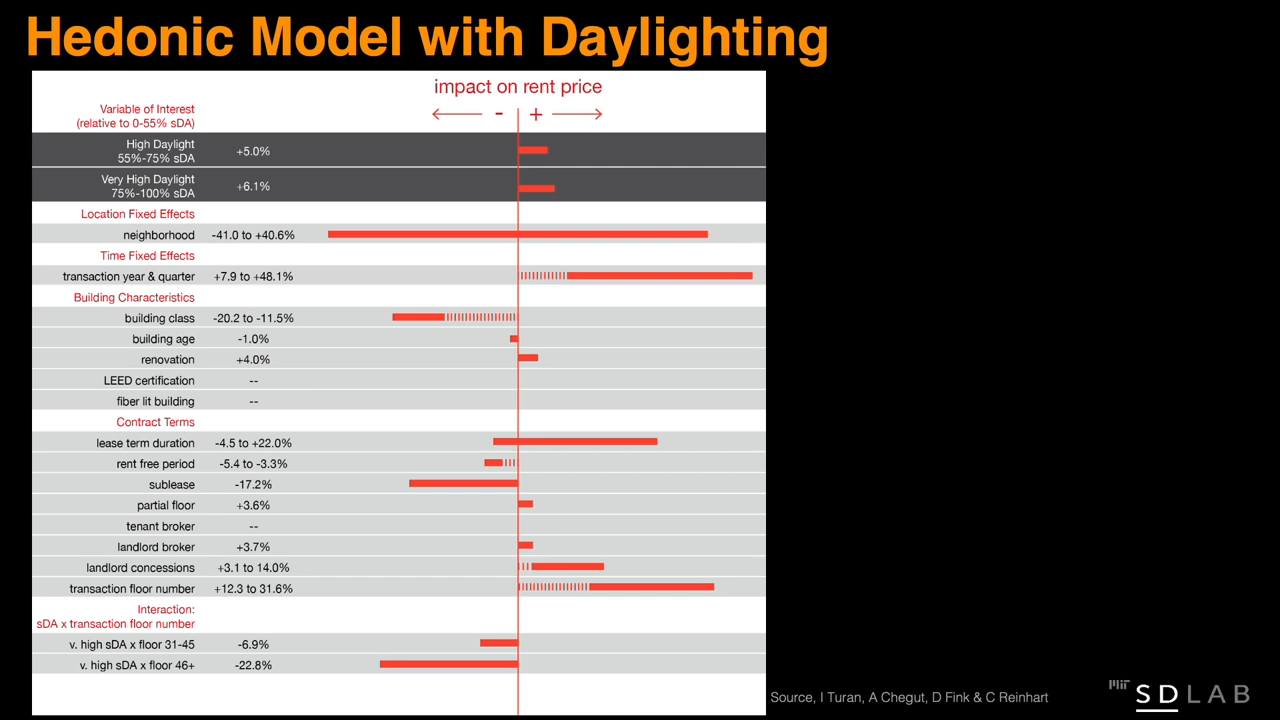 Hedonic Model with Daylighting
impact on rent price
- +
Variable of Interest
(relative to 0-55% sDA)
High Daylight
55%-75% sDA
+5.0%
Very High Daylight
75%-100% sDA
+6.1%
Location Fixed Effects
neighborhood -41.0 to +40.6%
Time Fixed Effects
transaction year & quarter +7.9 to +48.1%
Building Characteristics
building class -20.2 to -11.5%
building age -1.0%
renovation +4.0%
LEED certification --
fiber lit building --
Contract Terms
lease term duration -4.5 to +22.0%
rent free period -5.4 to -3.3%
sublease -17.2%
partial floor +3.6%
tenant broker --
landlord broker +3.7%
landlord concessions +3.1 to 14.0%
transaction floor number +12.3 to 31.6%
Interaction:
sDA x transaction floor number
v. high sDA x floor 31-45 -6.9%
v. high sDA x floor 46+ -22.8%
Source, I Turan, A Chegut, D Fink & C Reinhart
MIT SDLAB